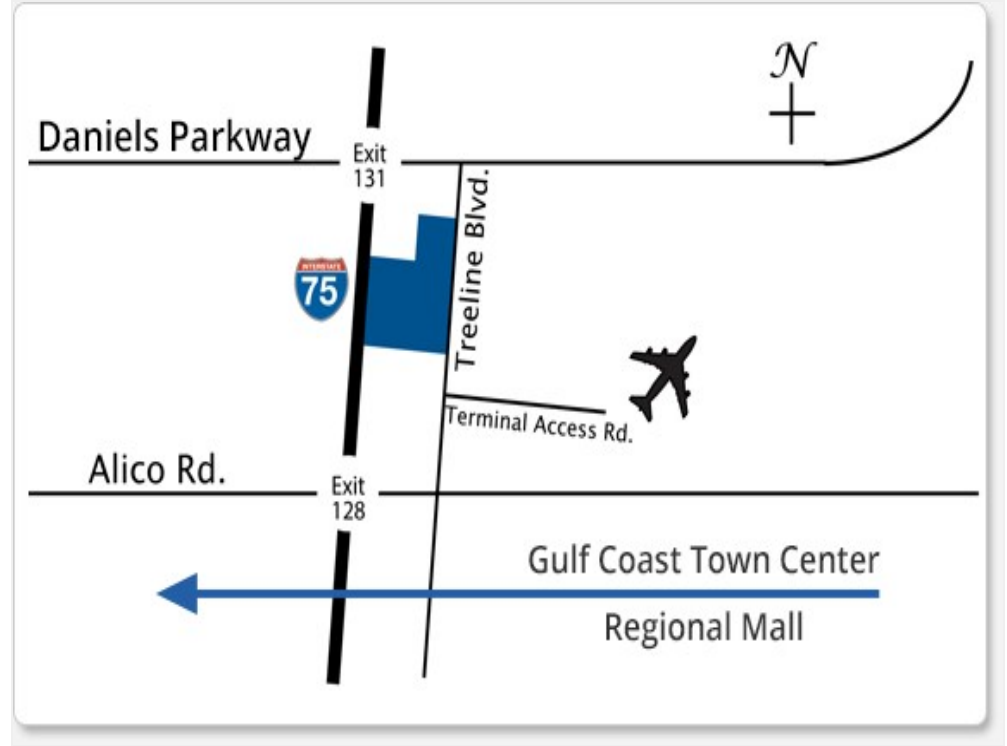 N
Daniels Parkway
Exit
131
Treeline Blvd.
INTERSTATE
75
Terminal Access Rd.
Alico Rd.
Exit
128
Gulf Coast Town Center
Regional Mall